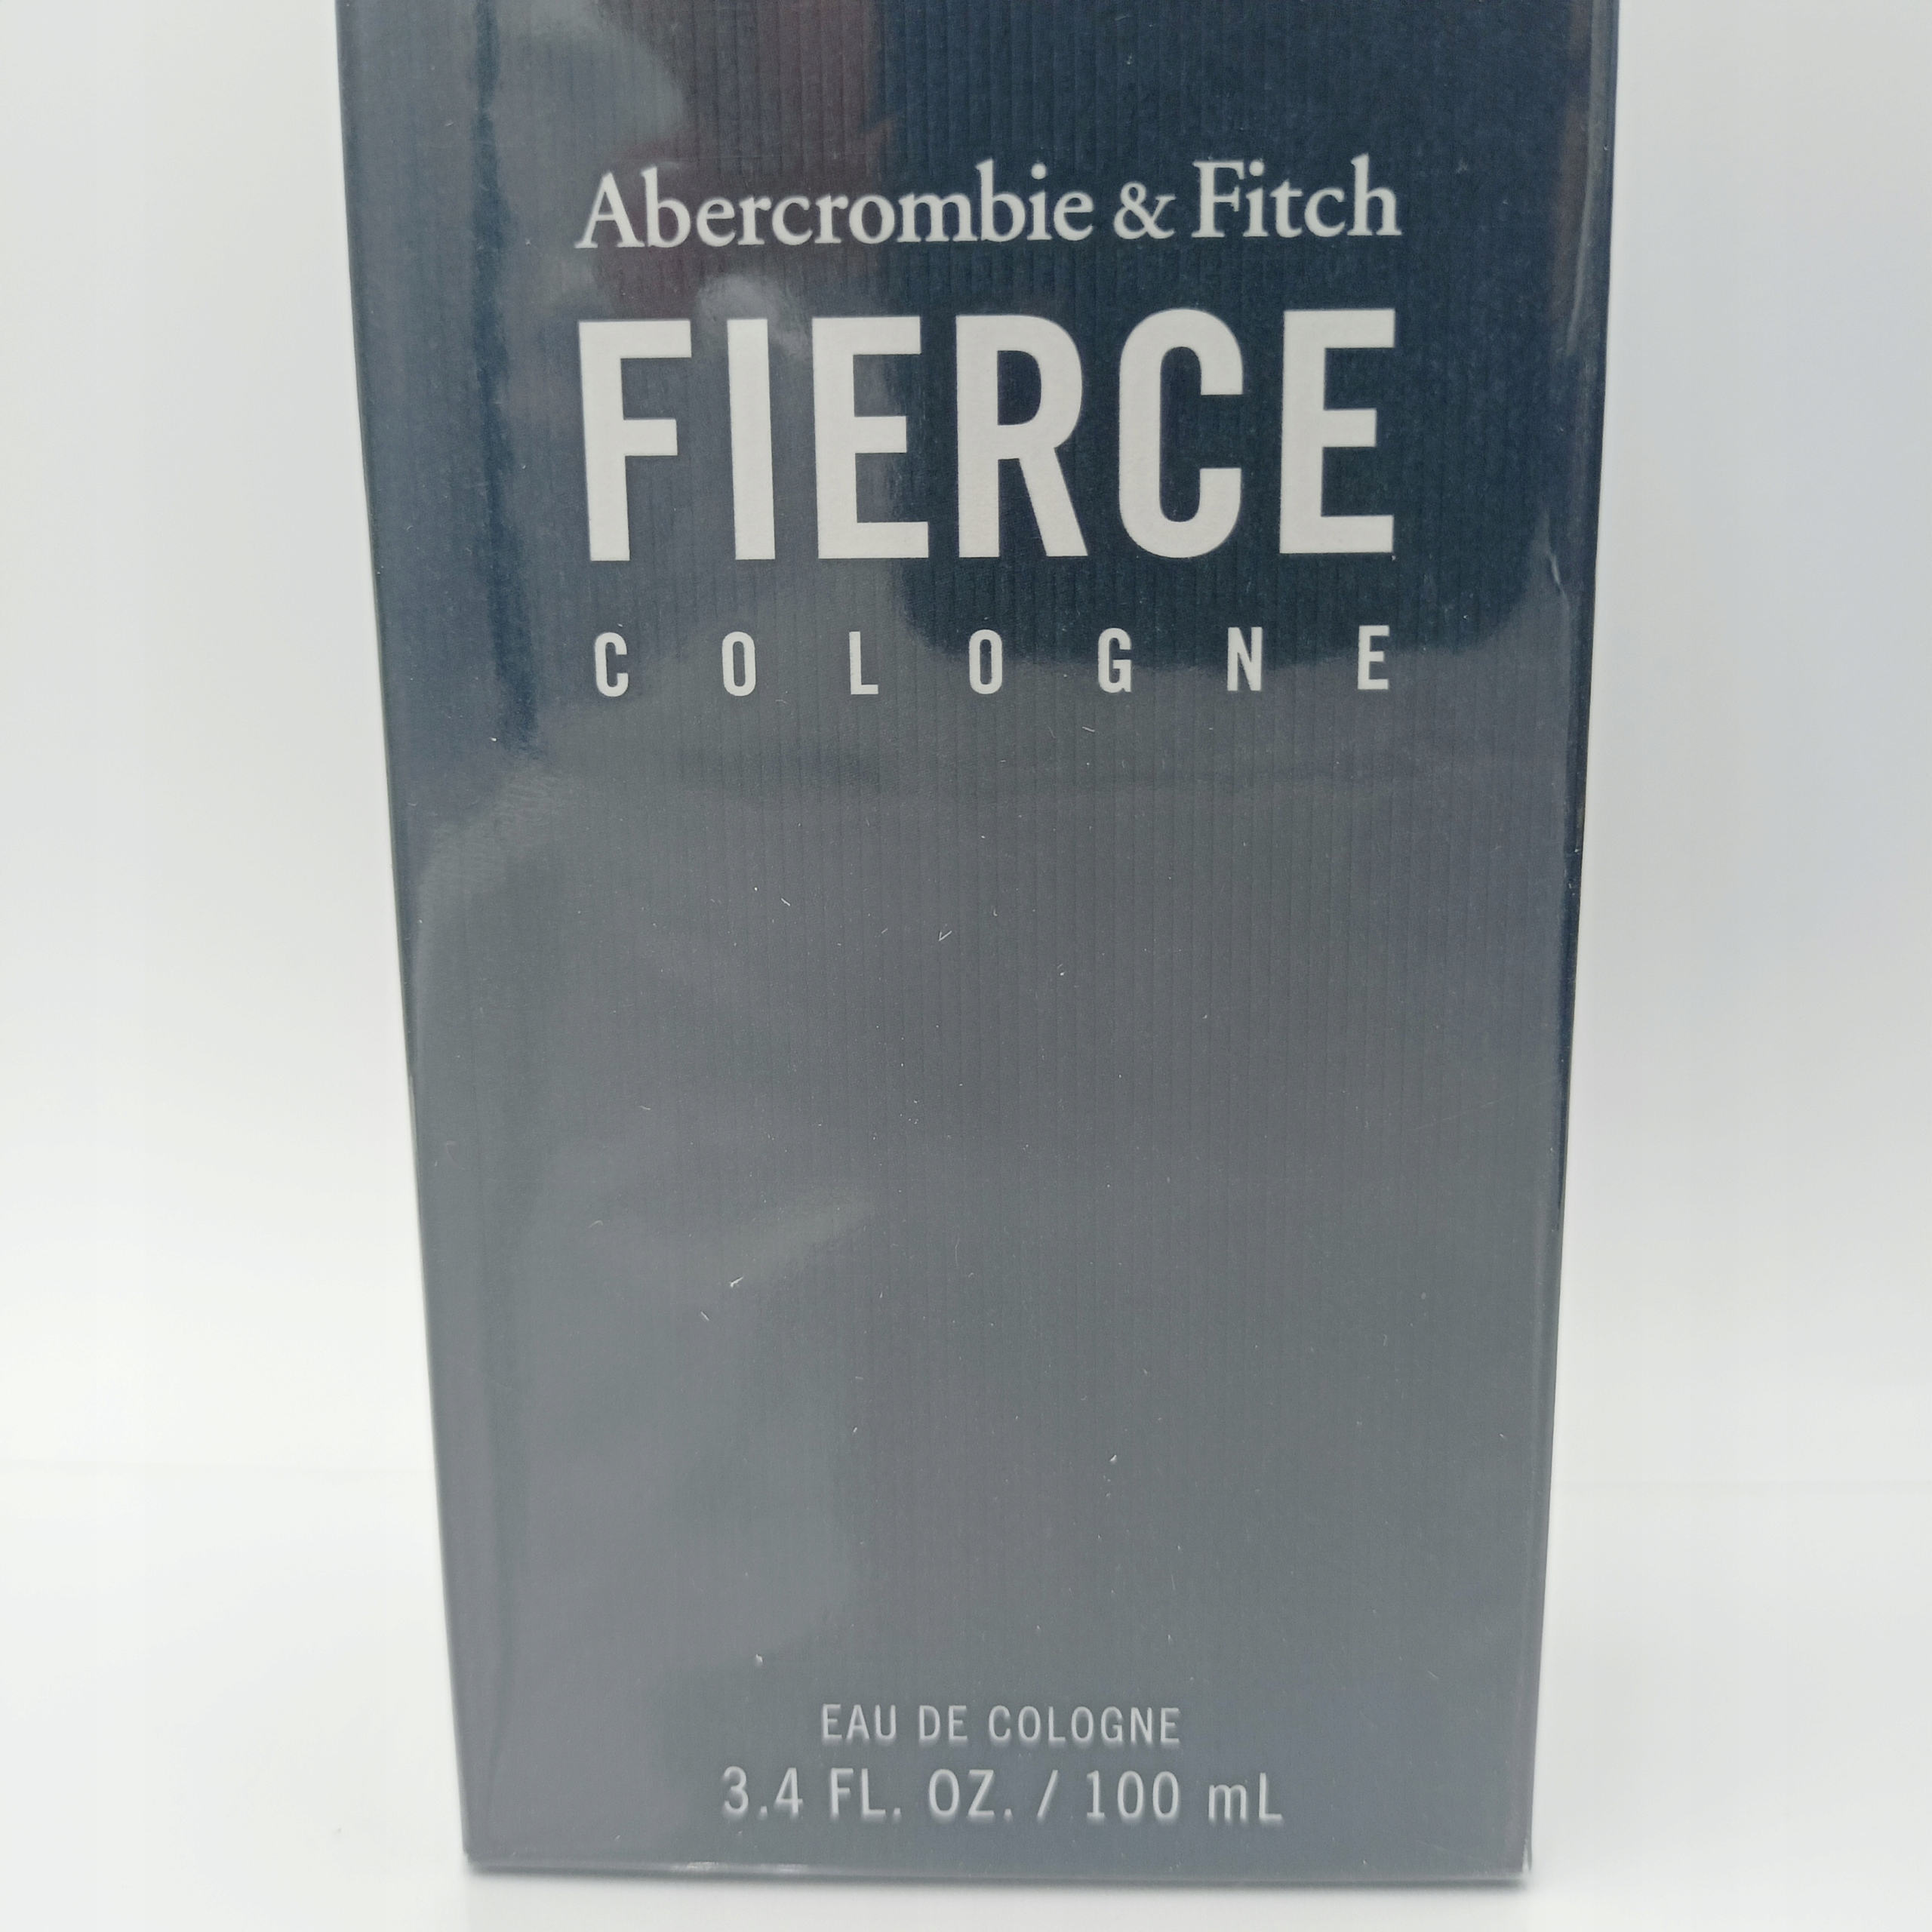 Abercrombie & Fitch
FIERCE
COLOGNE
EAU DE COLOGNE
3.4 FL. OZ. / 100 mL